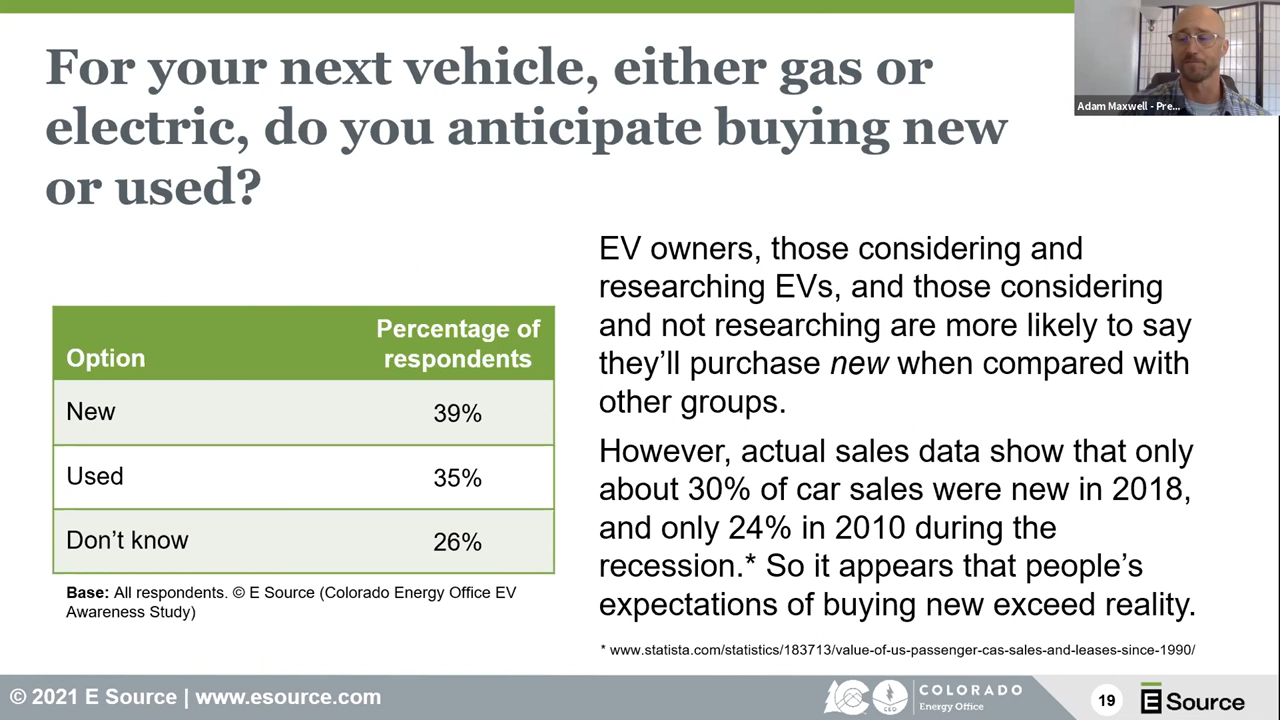 For your next vehicle, either gas or
electric, do you anticipate buying new
or used?
Adam Maxwell - Pre...
Option
Percentage of
respondents
New 39%
Used 35%
Don’t know 26%
Base: All respondents. © E Source (Colorado Energy Office EV
Awareness Study)
EV owners, those considering and
researching EVs, and those considering
and not researching are more likely to say
they’ll purchase new when compared with
other groups.
However, actual sales data show that only
about 30% of car sales were new in 2018,
and only 24% in 2010 during the
recession.* So it appears that people’s
expectations of buying new exceed reality.
* www.statista.com/statistics/183713/value-of-us-passenger-cas-sales-and-leases-since-1990/
© 2021 E Source | www.esource.com
CEO
COLORADO
Energy Office
19
E Source